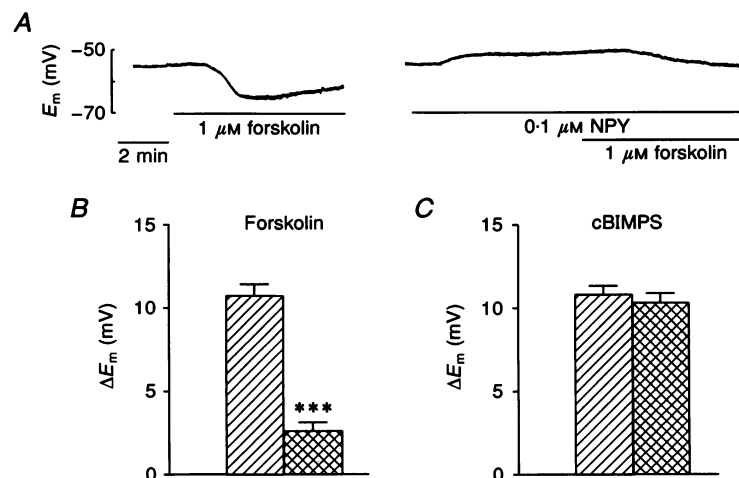 A
−50
−70
Em (mV)
1 μM forskolin
2 min
0·1 μM NPY
1 μM forskolin
B
Forskolin
15
10
5
0
ΔEm (mV)
***
C
cBIMPS
15
10
5
0
ΔEm (mV)